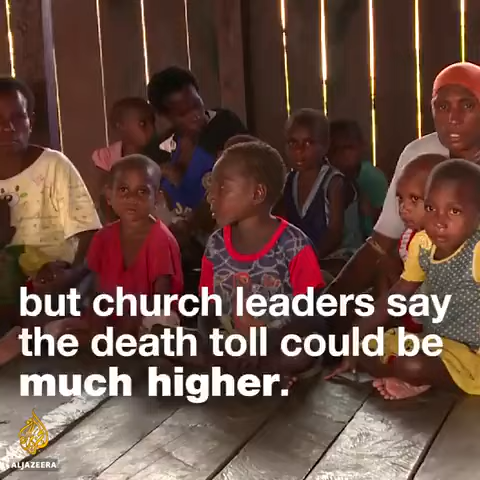 but church leaders say
the death toll could be
much higher.
ALJAZEERA